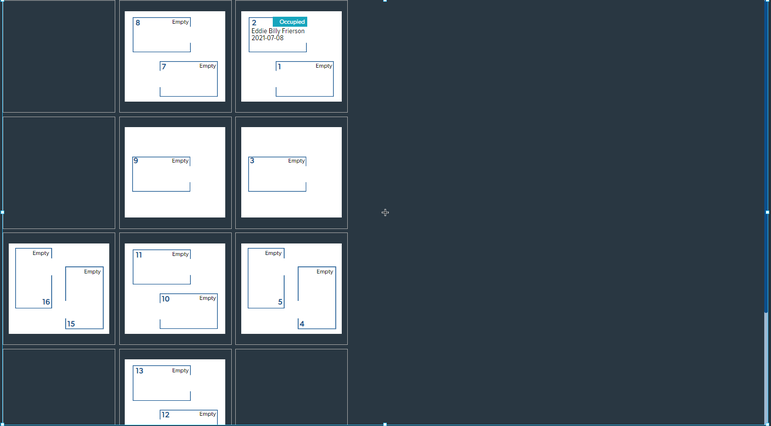 8 Empty
7 Empty
2 Occupied
Eddie Billy Frierson
2021-07-08
1 Empty
9 Empty
3 Empty
Empty
16
Empty
15
11 Empty
10 Empty
Empty
5
Empty
4
13 Empty
12 Empty